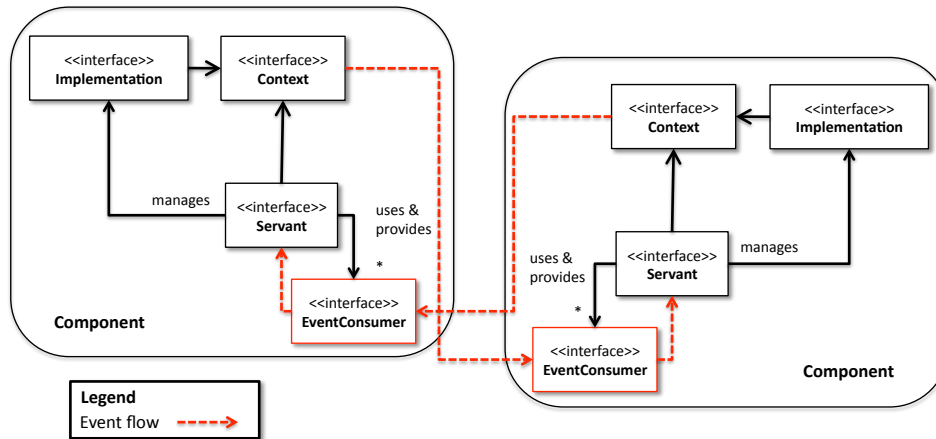 <<interface>>
Implementation
<<interface>>
Context
manages
<<interface>>
Servant
uses &
provides
*
<<interface>>
EventConsumer
Component
<<interface>>
Context
<<interface>>
Implementation
uses &
provides
*
<<interface>>
Servant
manages
<<interface>>
EventConsumer
Component
Legend
Event flow